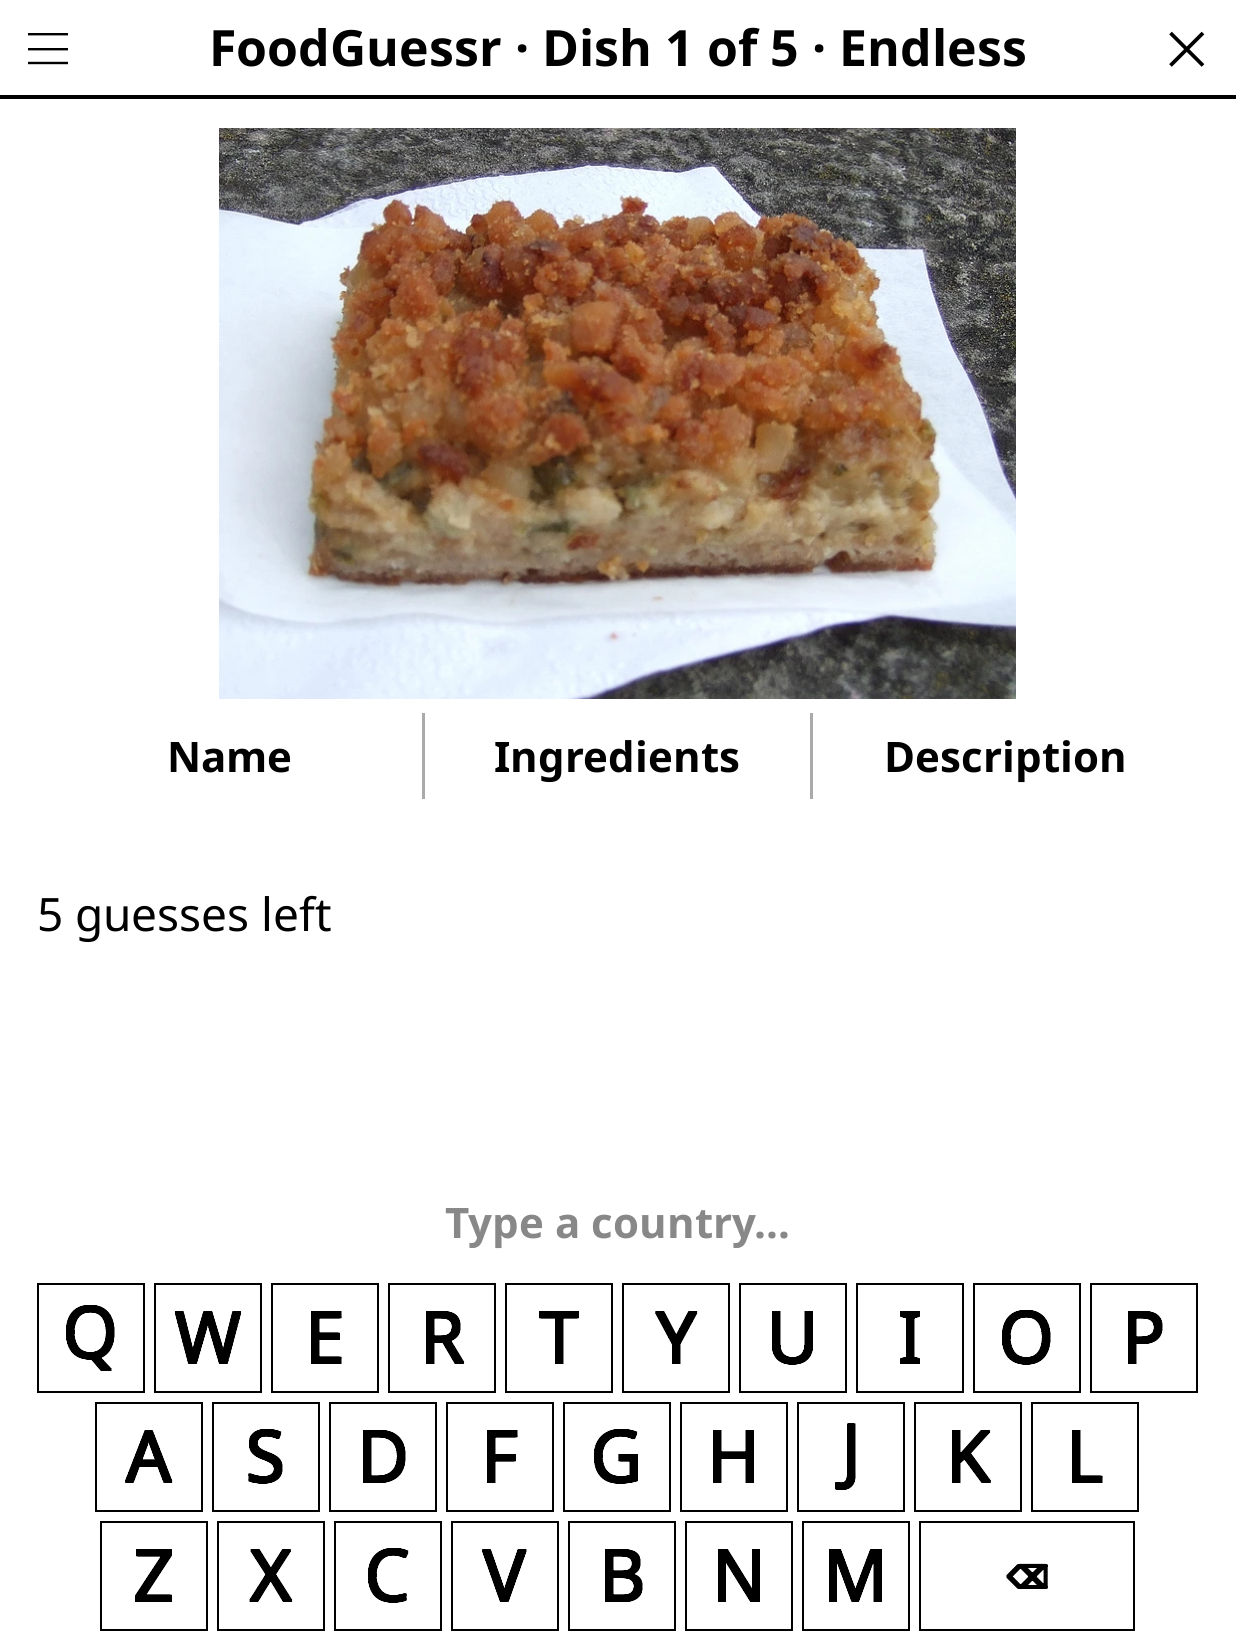 FoodGuessr · Dish 1 of 5 · Endless
Name
Ingredients
Description
5 guesses left
Type a country...
Q W E R T Y U I O P
A S D F G H J K L
Z X C V B N M ⌫